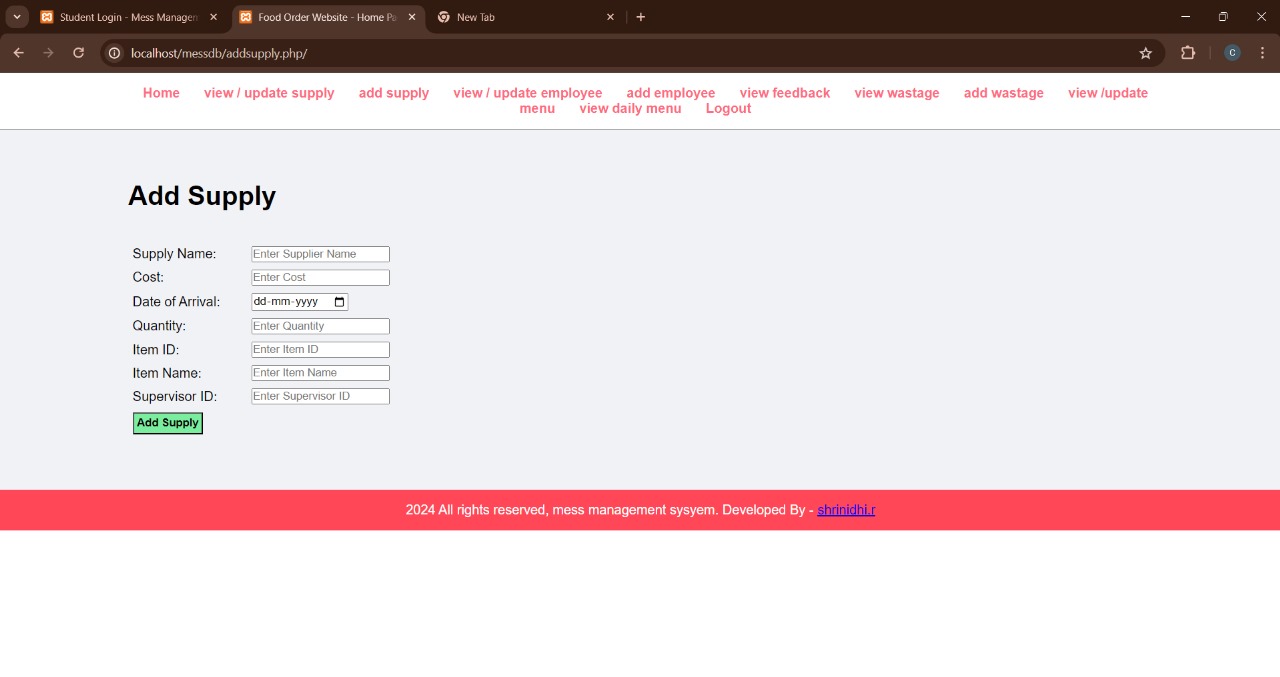 Student Login - Mess Managen
Food Order Website - Home Pa
New Tab
localhost/messdb/addsupply.php/
C
Home view / update supply add supply view / update employee add employee view feedback view wastage add wastage view /update
menu view daily menu Logout
Add Supply
Supply Name: Enter Supplier Name
Cost: Enter Cost
Date of Arrival: dd-mm-yyyy
Quantity: Enter Quantity
Item ID: Enter Item ID
Item Name: Enter Item Name
Supervisor ID: Enter Supervisor ID
Add Supply
2024 All rights reserved, mess management sysyem. Developed By - shrinidhi.r